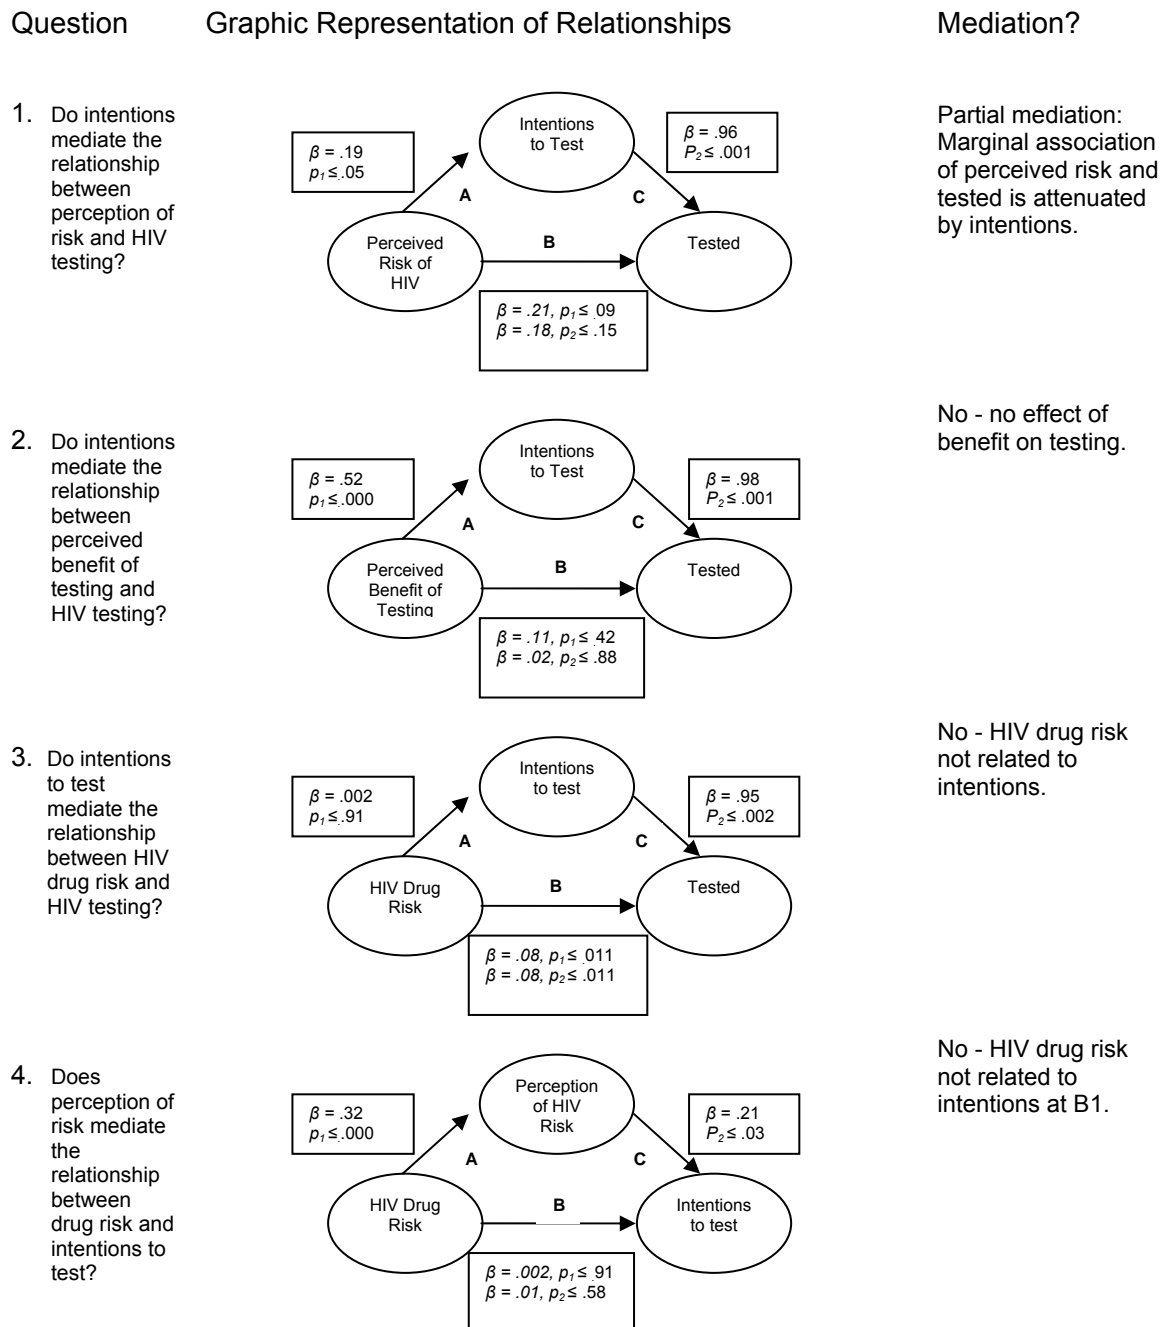 Question Graphic Representation of Relationships Mediation?
1. Do intentions
mediate the
relationship
between
perception of
risk and HIV
testing?
β = .19
p₁ ≤ .05
Intentions
to Test
β = .96
P₂ ≤ .001
A
C
Perceived
Risk of
HIV
B
Tested
β = .21, p₁ ≤ .09
β = .18, p₂ ≤ .15
Partial mediation:
Marginal association
of perceived risk and
tested is attenuated
by intentions.
2. Do intentions
mediate the
relationship
between
perceived
benefit of
testing and
HIV testing?
β = .52
p₁ ≤ .000
Intentions
to Test
β = .98
P₂ ≤ .001
A
C
Perceived
Benefit of
Testing
B
Tested
β = .11, p₁ ≤ .42
β = .02, p₂ ≤ .88
No - no effect of
benefit on testing.
3. Do intentions
to test
mediate the
relationship
between HIV
drug risk and
HIV testing?
β = .002
p₁ ≤ .91
Intentions
to test
β = .95
P₂ ≤ .002
A
C
HIV Drug
Risk
B
Tested
β = .08, p₁ ≤ .011
β = .08, p₂ ≤ .011
No - HIV drug risk
not related to
intentions.
4. Does
perception of
risk mediate
the
relationship
between
drug risk and
intentions to
test?
β = .32
p₁ ≤ .000
Perception
of HIV
Risk
β = .21
P₂ ≤ .03
A
C
HIV Drug
Risk
B
Intentions
to test
β = .002, p₁ ≤ .91
β = .01, p₂ ≤ .58
No - HIV drug risk
not related to
intentions at B1.